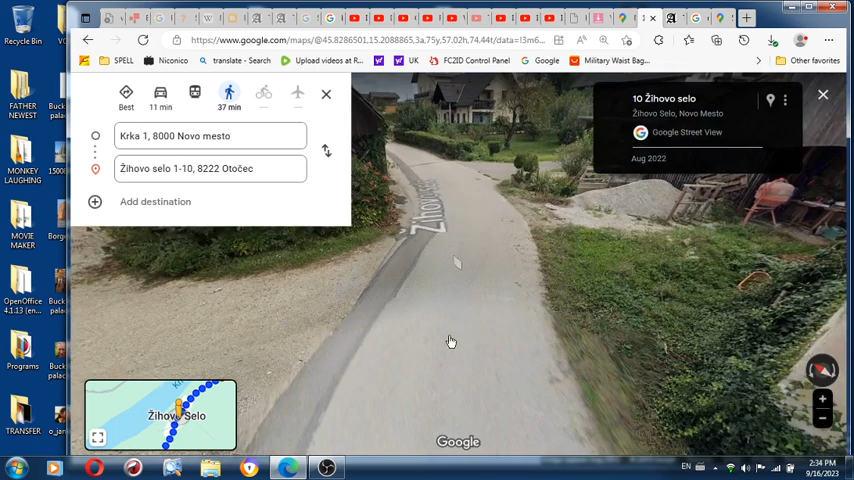 Recycle Bin
FATHER
NEWEST
MONKEY
LAUGHING
MOVIE
MAKER
OpenOffice
4.1.13 (en...
Programs
TRANSFER
https://www.google.com/maps/@45.8286501,15.2088865,3a,75y,57.02h,74.44t/data=!3m6...
SPELL
Niconico
translate - Search
Upload videos at R...
UK
FC2ID Control Panel
Google
Military Waist Bag...
Other favorites
Best
11 min
37 min
Krka 1, 8000 Novo mesto
Žihovo selo 1-10, 8222 Otočec
Add destination
10 Žihovo selo
Žihovo Selo, Novo Mesto
Google Street View
Aug 2022
Žihovo Selo
Google
EN
2:34 PM
9/16/2023